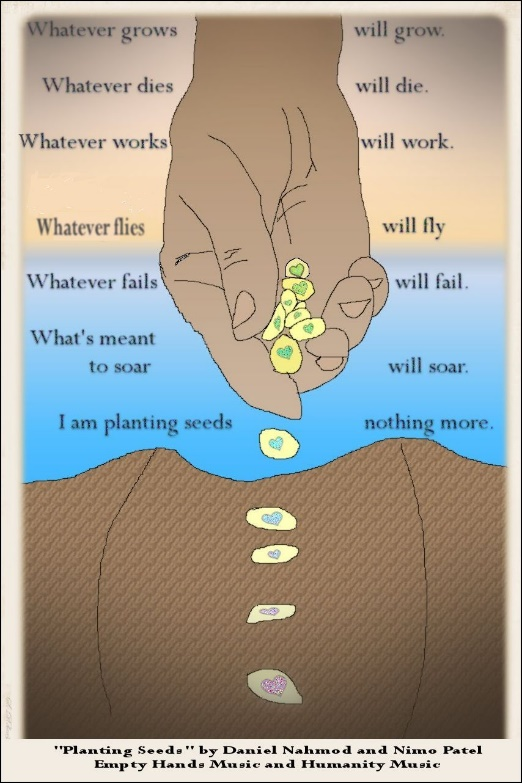 Whatever grows will grow.
Whatever dies will die.
Whatever works will work.
Whatever flies will fly
Whatever fails will fail.
What's meant
to soar will soar.
I am planting seeds nothing more.
"Planting Seeds" by Daniel Nahmod and Nimo Patel
Empty Hands Music and Humanity Music